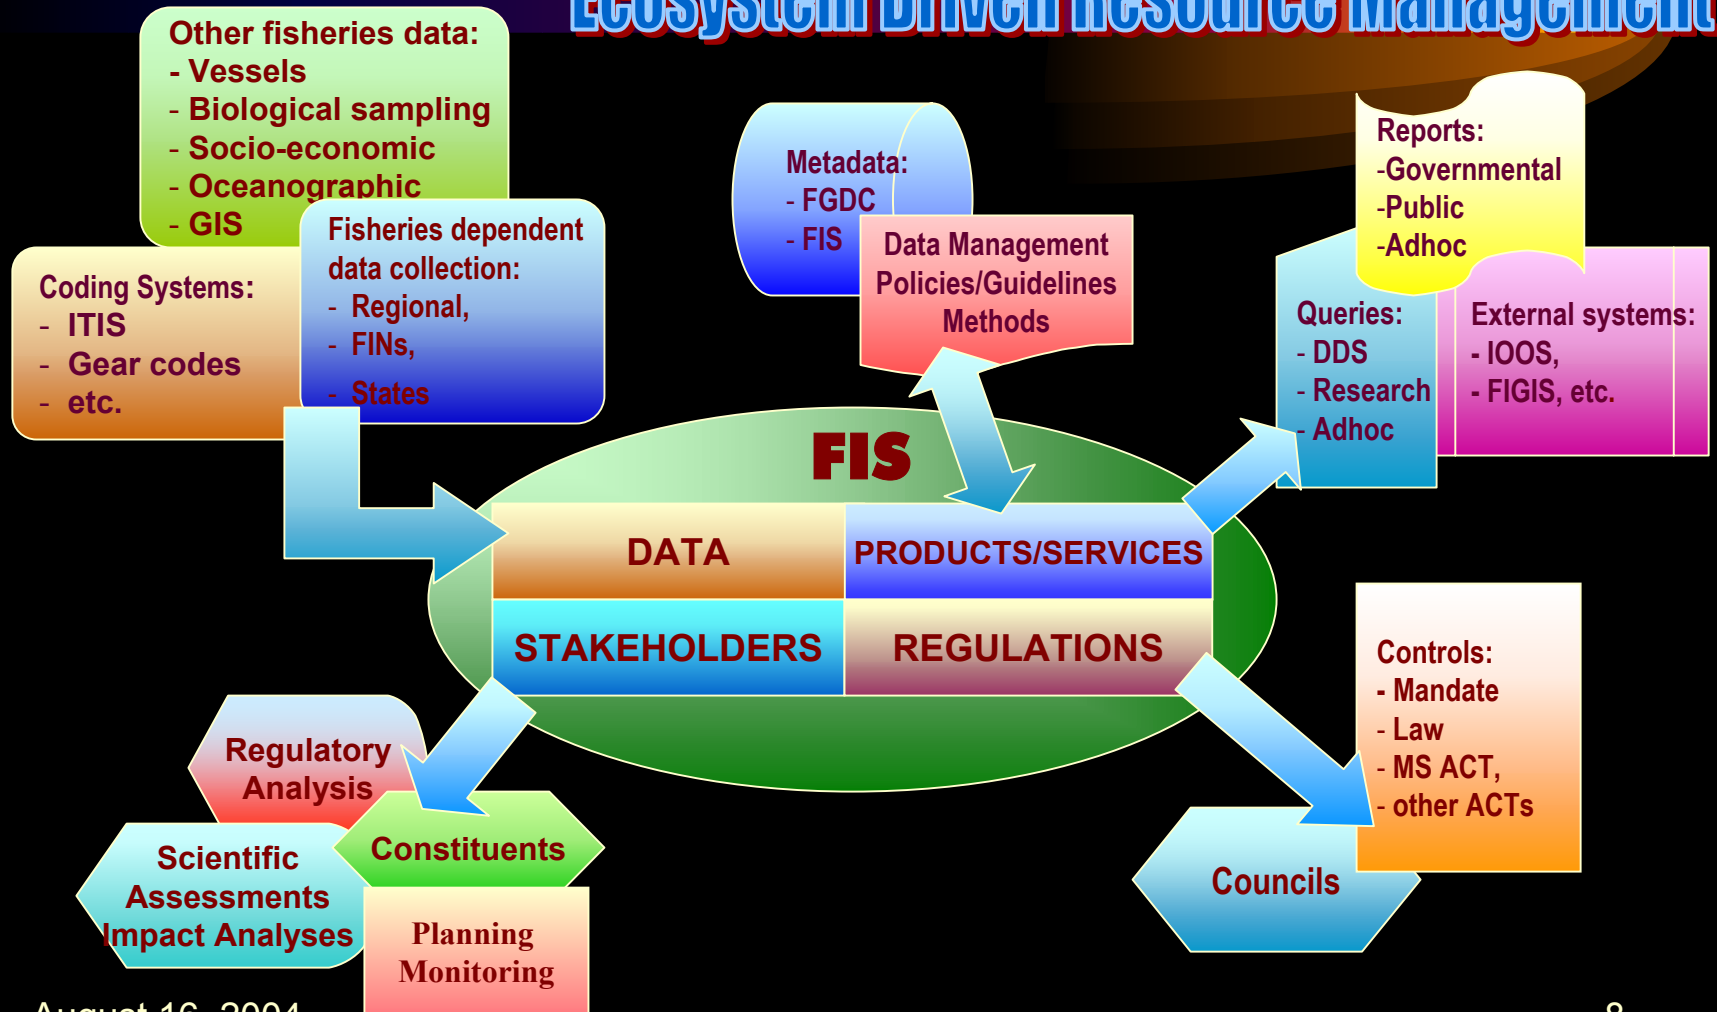 Ecosystem Driven Resource Management
Other fisheries data:
- Vessels
- Biological sampling
- Socio-economic
- Oceanographic
- GIS
Coding Systems:
- ITIS
- Gear codes
- etc.
Fisheries dependent
data collection:
- Regional,
- FINs,
- States
Metadata:
- FGDC
- FIS
Data Management
Policies/Guidelines
Methods
Reports:
-Governmental
-Public
-Adhoc
Queries:
- DDS
- Research
- Adhoc
External systems:
- IOOS,
- FIGIS, etc.
FIS
DATA
PRODUCTS/SERVICES
STAKEHOLDERS
REGULATIONS
Regulatory
Analysis
Scientific
Assessments
Impact Analyses
Constituents
Planning
Monitoring
Controls:
- Mandate
- Law
- MS ACT,
- other ACTs
Councils
August 16, 2004
8